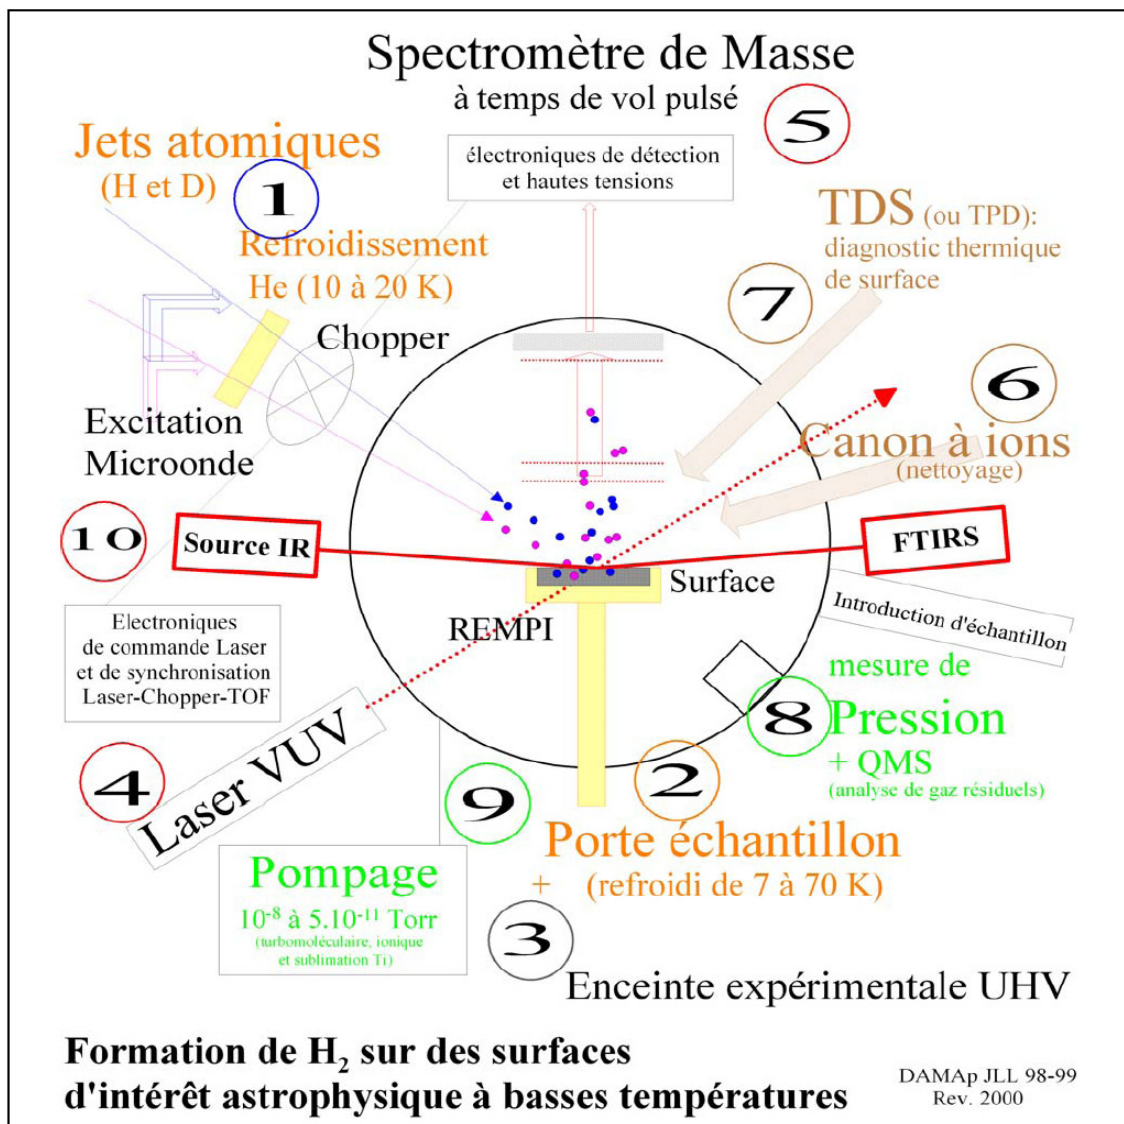 Spectromètre de Masse
à temps de vol pulsé
5
électroniques de détection
et hautes tensions
Jets atomiques
(H et D)
1
Refroidissement
He (10 à 20 K)
Chopper
Excitation
Microonde
TDS (ou TPD):
diagnostic thermique
de surface
7
6
Canon à ions
(nettoyage)
10
Source IR
FTIRS
Surface
REMPI
Introduction d'échantillon
Electroniques
de commande Laser
et de synchronisation
Laser-Chopper-TOF
4
Laser VUV
mesure de
8
Pression
+ QMS
(analyse de gaz résiduels)
9
2
Porte échantillon
+ (refroidi de 7 à 70 K)
Pompage
10⁻⁸ à 5.10⁻¹¹ Torr
(turbomoléculaire, ionique
et sublimation Ti)
3
Enceinte expérimentale UHV
Formation de H₂ sur des surfaces
d'intérêt astrophysique à basses températures
DAMAp JLL 98-99
Rev. 2000